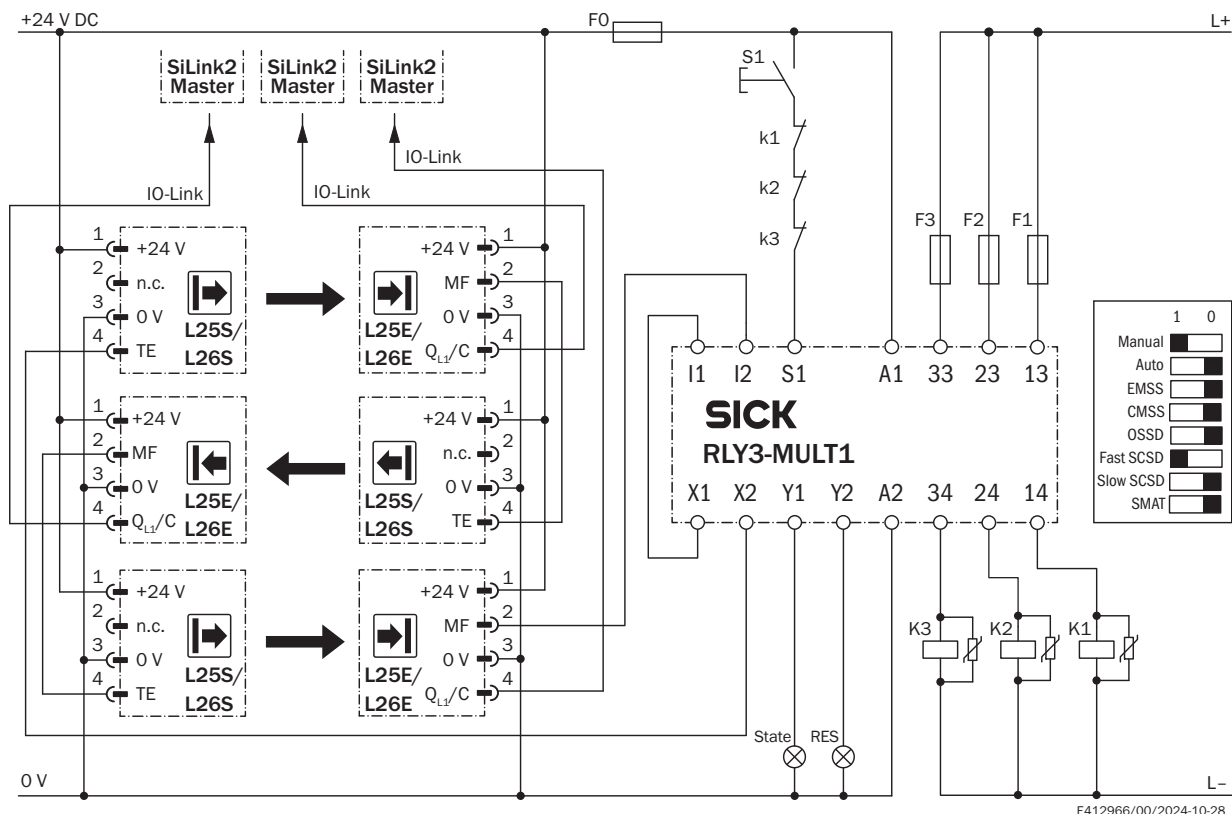 +24 V DC
F0
L+
SiLink2
Master
SiLink2
Master
SiLink2
Master
S1
k1
k2
k3
IO-Link
IO-Link
IO-Link
F3
F2
F1
1
+24 V
2
n.c.
3
0 V
4
TE
L25S/
L26S
+24 V
1
MF
2
0 V
3
QL1/C
4
L25E/
L26E
1
+24 V
2
MF
3
0 V
4
QL1/C
L25E/
L26E
+24 V
1
n.c.
2
0 V
3
TE
4
L25S/
L26S
1
+24 V
2
n.c.
3
0 V
4
TE
L25S/
L26S
+24 V
1
MF
2
0 V
3
QL1/C
4
L25E/
L26E
I1 I2 S1 A1 33 23 13
SICK
RLY3-MULT1
X1 X2 Y1 Y2 A2 34 24 14
1 0
Manual
Auto
EMSS
CMSS
OSSD
Fast SCSD
Slow SCSD
SMAT
K3
K2
K1
State
RES
0 V
L–
E412966/00/2024-10-28